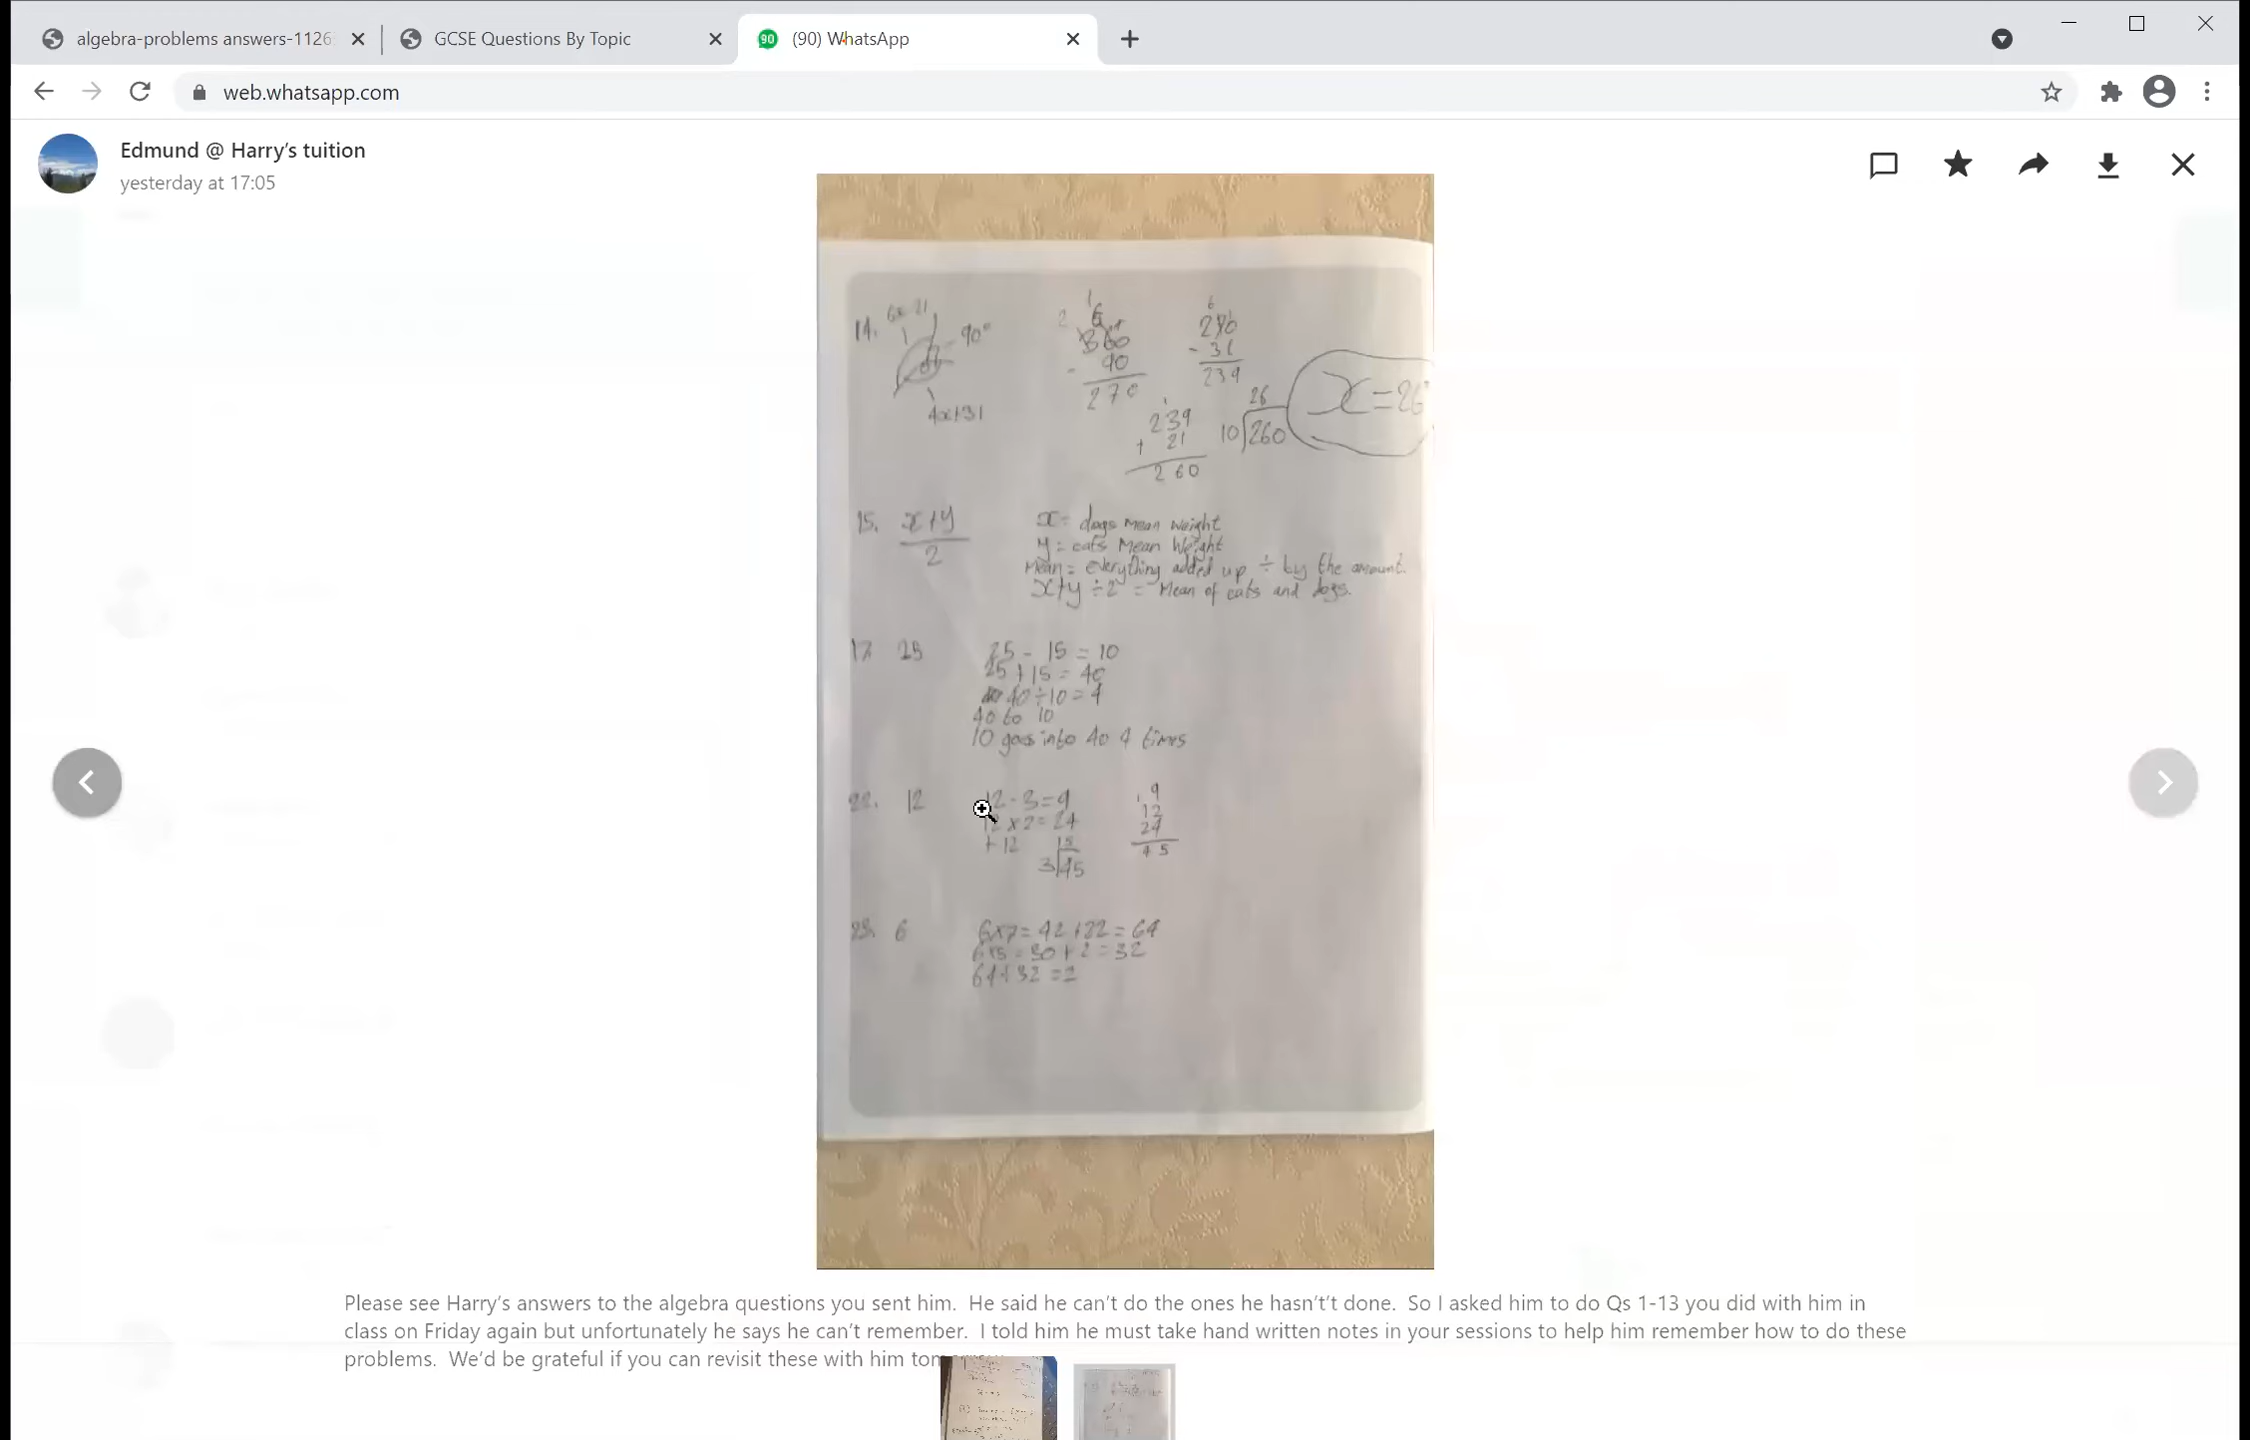 algebra-problems answers-1126
GCSE Questions By Topic
90 (90) WhatsApp
web.whatsapp.com
Edmund @ Harry's tuition
yesterday at 17:05
14.
90°
4x+31
360
- 90
270
270
- 31
239
239
+ 21
260
26
10 260
x=26
15. x+y
2
x= dogs mean weight
y= cats Mean Weight
Mean= everything added up ÷ by the amount.
x+y ÷2 = Mean of cats and dogs.
17. 25
25 - 15 = 10
25 + 15 = 40
40 ÷ 10 = 4
40 to 10
10 goes into 40 4 times
22. 12
12 - 3 = 9
12 x 2 = 24
+ 12
15
3 45
9
12
24
45
23. 6
6x7= 42 +22 = 64
6x5 = 30 + 2 = 32
64÷32 =2
Please see Harry's answers to the algebra questions you sent him. He said he can't do the ones he hasn't't done. So I asked him to do Qs 1-13 you did with him in
class on Friday again but unfortunately he says he can't remember. I told him he must take hand written notes in your sessions to help him remember how to do these
problems. We'd be grateful if you can revisit these with him